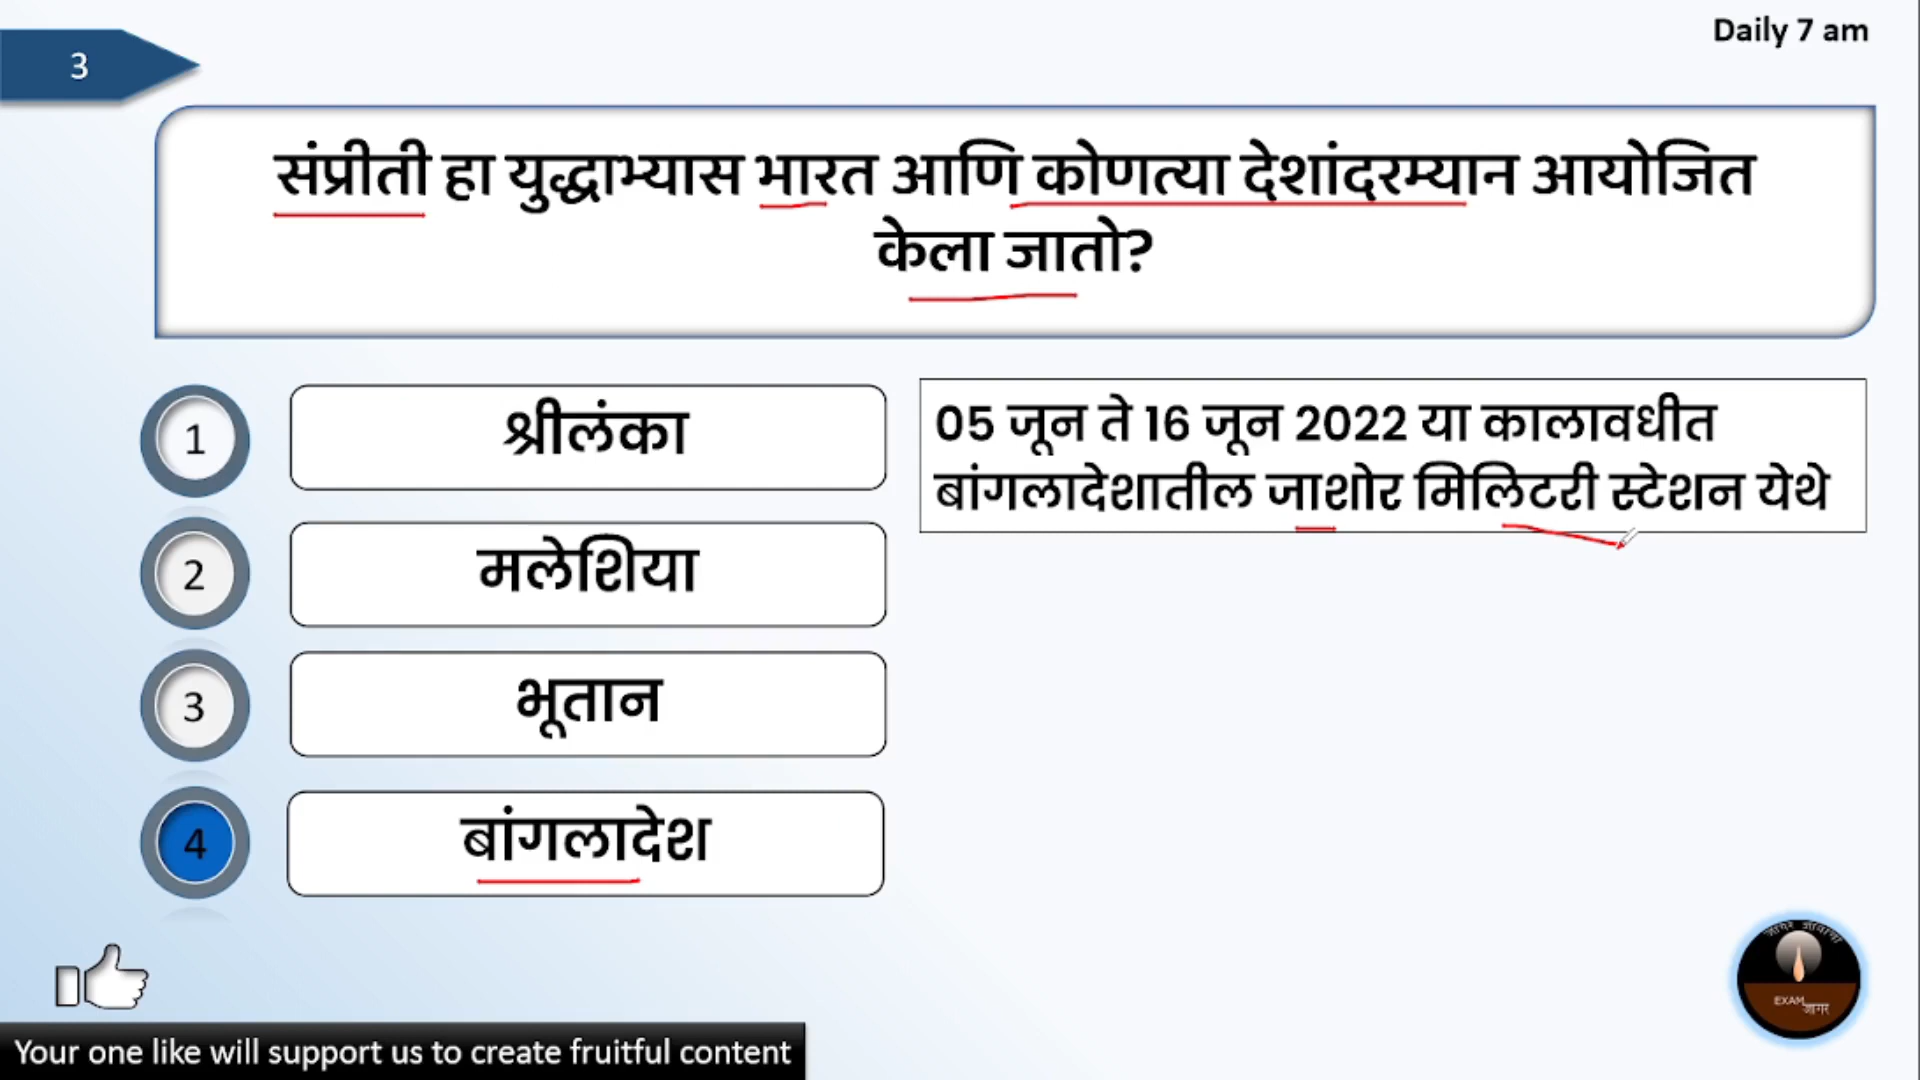 Daily 7 am
3
संप्रीती हा युद्धाभ्यास भारत आणि कोणत्या देशांदरम्यान आयोजित
केला जातो?
1
श्रीलंका
05 जून ते 16 जून 2022 या कालावधीत
बांगलादेशातील जाशोर मिलिटरी स्टेशन येथे
2
मलेशिया
3
भूतान
4
बांगलादेश
EXAM
जागर
Your one like will support us to create fruitful content